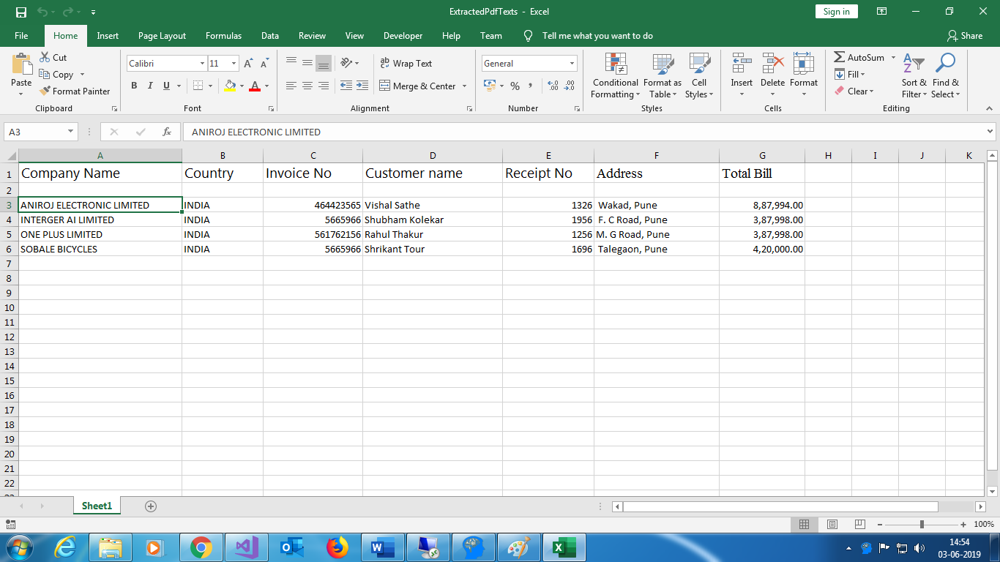 ExtractedPdfTexts - Excel
Sign in
File Home Insert Page Layout Formulas Data Review View Developer Help Team Tell me what you want to do Share
Paste
Cut
Copy
Format Painter
Clipboard
Calibri 11
B I U A
Font
Wrap Text
Merge & Center
Alignment
General
% ,
Number
Conditional Formatting
Format as Table
Cell Styles
Styles
Insert Delete Format
Cells
AutoSum
Fill
Clear
Sort & Filter
Find & Select
Editing
A3 fx ANIROJ ELECTRONIC LIMITED
A B C D E F G H I J K
1 Company Name Country Invoice No Customer name Receipt No Address Total Bill
2
3 ANIROJ ELECTRONIC LIMITED INDIA 464423565 Vishal Sathe 1326 Wakad, Pune 8,87,994.00
4 INTERGER AI LIMITED INDIA 5665966 Shubham Kolekar 1956 F. C Road, Pune 3,87,998.00
5 ONE PLUS LIMITED INDIA 561762156 Rahul Thakur 1256 M. G Road, Pune 3,87,998.00
6 SOBALE BICYCLES INDIA 5665966 Shrikant Tour 1696 Talegaon, Pune 4,20,000.00
7
8
9
10
11
12
13
14
15
16
17
18
19
20
21
22
Sheet1
100%
14:54
03-06-2019